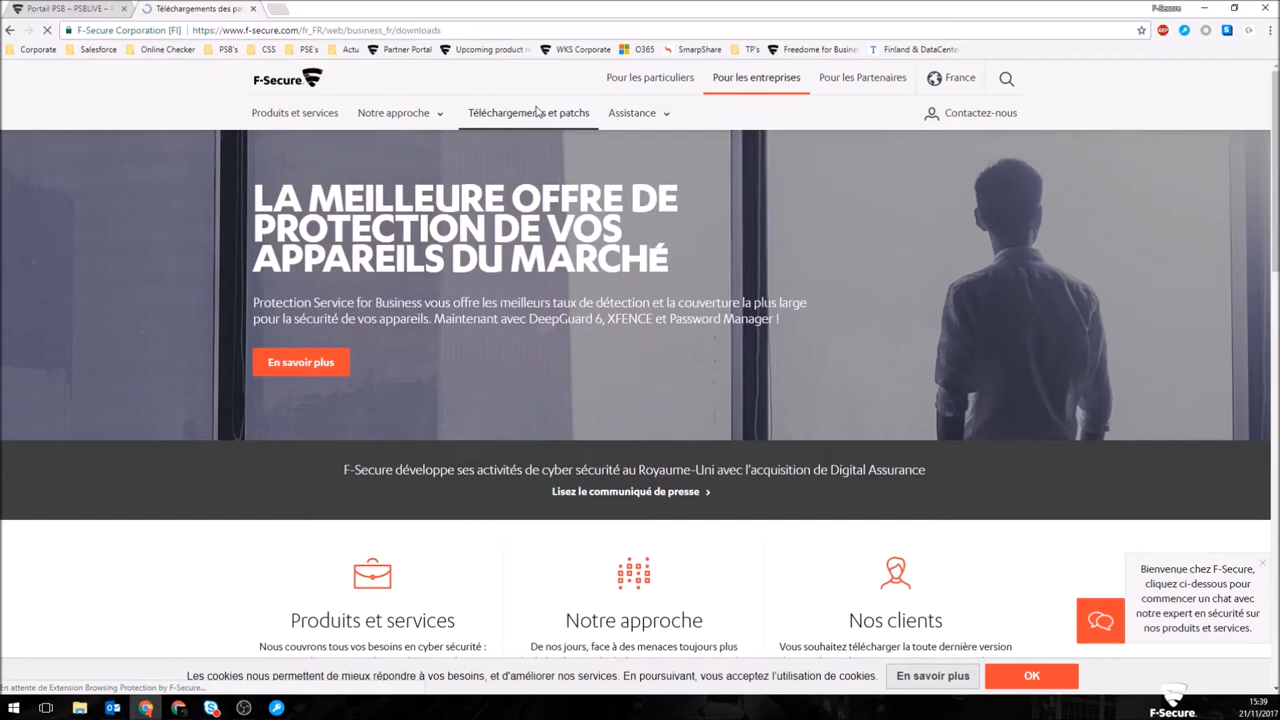 Portail PSB – PSBLIVE
Téléchargements des pat
F-Secure
F-Secure Corporation [FI]
https://www.f-secure.com/fr_FR/web/business_fr/downloads
Corporate
Salesforce
Online Checker
PSB's
CSS
PSE's
Actu
Partner Portal
Upcoming product re
WKS Corporate
O365
SmarpShare
TP's
Freedome for Busine
Finland & DataCente
F-Secure.
Pour les particuliers
Pour les entreprises
Pour les Partenaires
France
Produits et services
Notre approche
Téléchargements et patchs
Assistance
Contactez-nous
LA MEILLEURE OFFRE DE
PROTECTION DE VOS
APPAREILS DU MARCHÉ
Protection Service for Business vous offre les meilleurs taux de détection et la couverture la plus large
pour la sécurité de vos appareils. Maintenant avec DeepGuard 6, XFENCE et Password Manager !
En savoir plus
F-Secure développe ses activités de cyber sécurité au Royaume-Uni avec l'acquisition de Digital Assurance
Lisez le communiqué de presse
Produits et services
Notre approche
Nos clients
Nous couvrons tous vos besoins en cyber sécurité :
De nos jours, face à des menaces toujours plus
Vous souhaitez télécharger la toute dernière version
Bienvenue chez F-Secure,
cliquez ci-dessous pour
commencer un chat avec
notre expert en sécurité sur
nos produits et services.
Les cookies nous permettent de mieux répondre à vos besoins, et d'améliorer nos services. En poursuivant, vous acceptez l'utilisation de cookies.
En savoir plus
OK
En attente de Extension Browsing Protection by F-Secure...
F-Secure.
15:39
21/11/2017